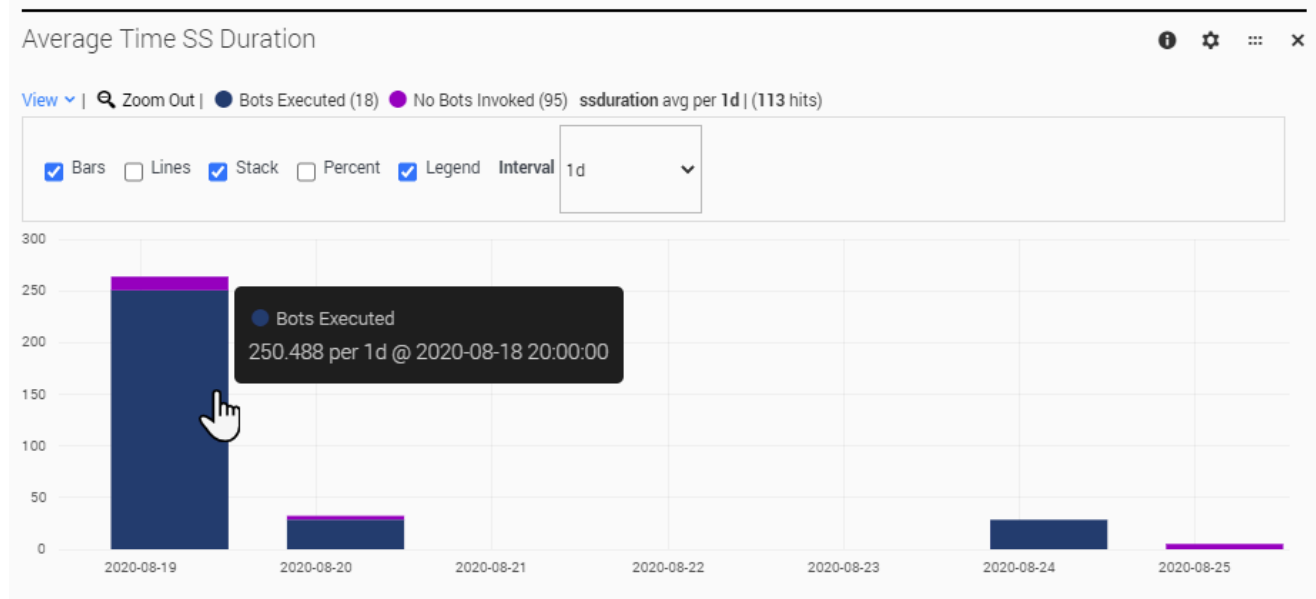 Average Time SS Duration
View | Zoom Out | Bots Executed (18) No Bots Invoked (95) ssduration avg per 1d | (113 hits)
Bars Lines Stack Percent Legend Interval 1d
300
250
200
150
100
50
0
Bots Executed
250.488 per 1d @ 2020-08-18 20:00:00
2020-08-19 2020-08-20 2020-08-21 2020-08-22 2020-08-23 2020-08-24 2020-08-25